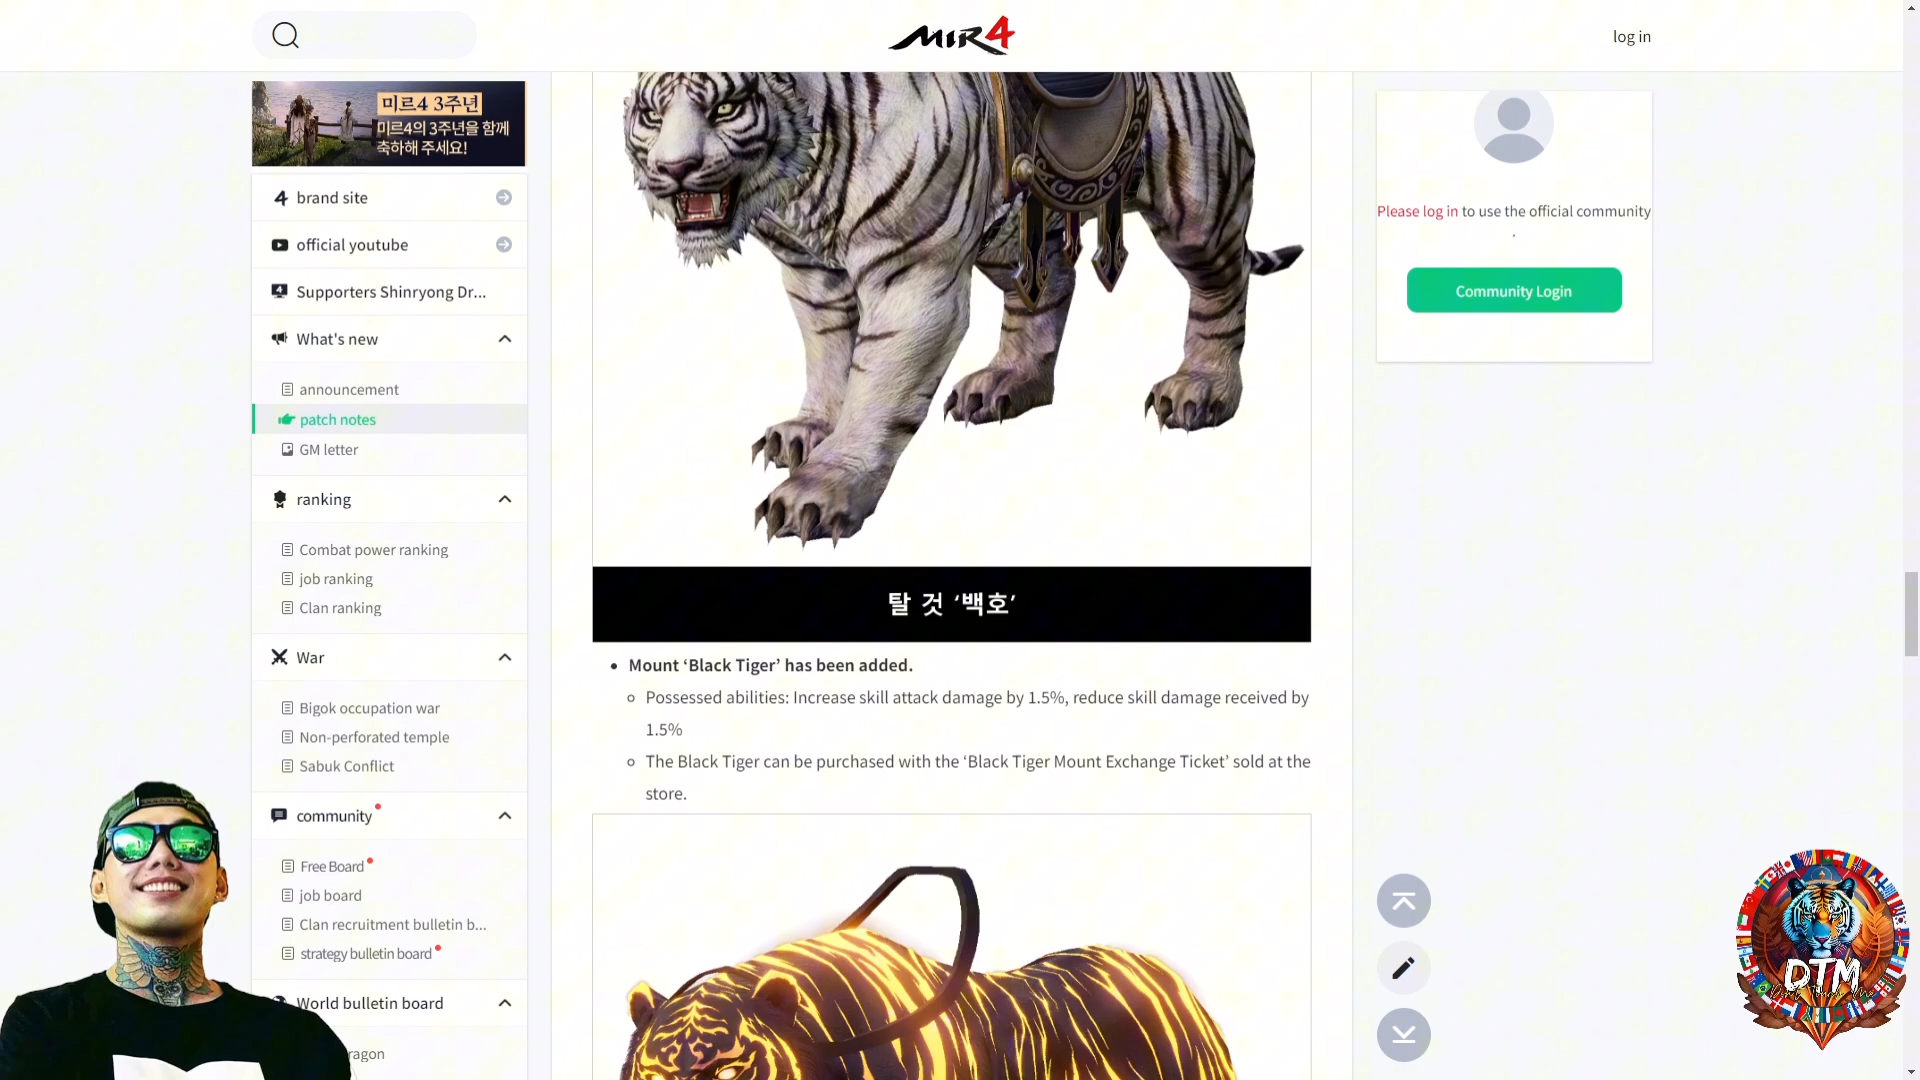 MIR4
log in
미르4 3주년
미르4의 3주년을 함께
축하해 주세요!
brand site
official youtube
Supporters Shinryong Dr...
What's new
announcement
patch notes
GM letter
ranking
Combat power ranking
job ranking
Clan ranking
War
Bigok occupation war
Non-perforated temple
Sabuk Conflict
community
Free Board
job board
Clan recruitment bulletin b...
strategy bulletin board
World bulletin board
ragon
탈 것 ‘백호’
• Mount ‘Black Tiger’ has been added.
◦ Possessed abilities: Increase skill attack damage by 1.5%, reduce skill damage received by
1.5%
◦ The Black Tiger can be purchased with the ‘Black Tiger Mount Exchange Ticket’ sold at the
store.
Please log in to use the official community
.
Community Login
DTM